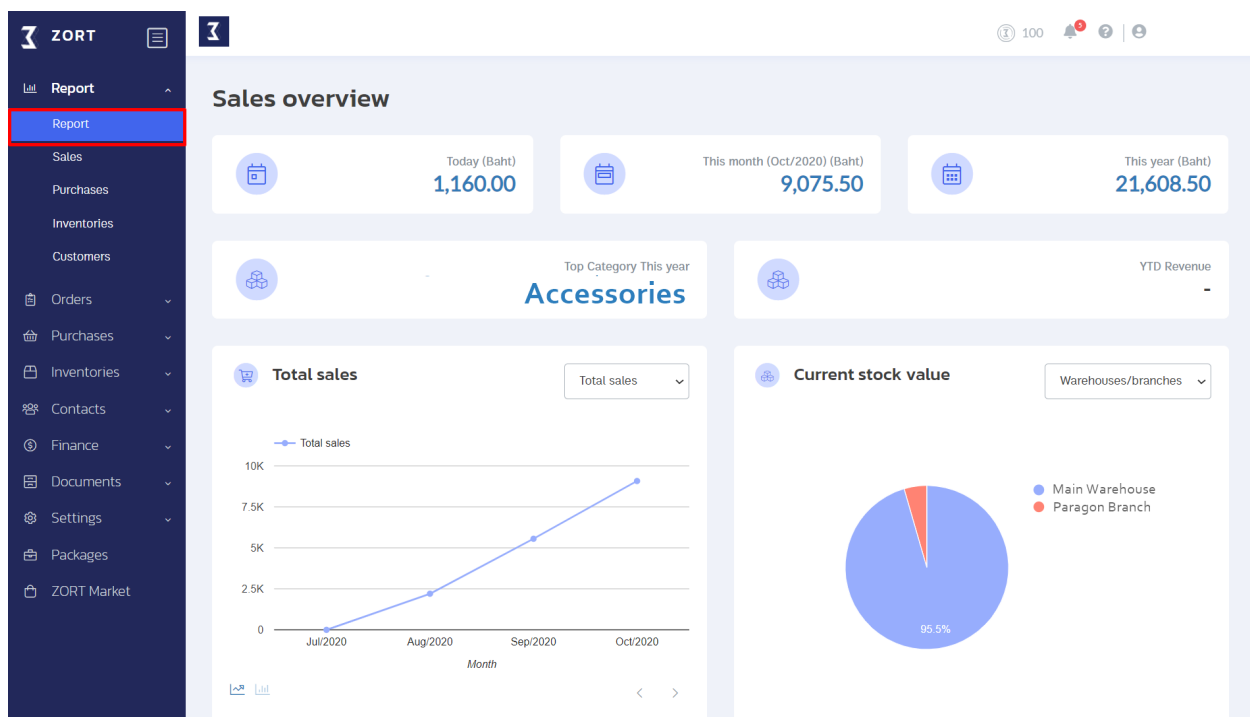 ZORT
100
5
Report
Report
Sales
Purchases
Inventories
Customers
Orders
Purchases
Inventories
Contacts
Finance
Documents
Settings
Packages
ZORT Market
Sales overview
Today (Baht)
1,160.00
This month (Oct/2020) (Baht)
9,075.50
This year (Baht)
21,608.50
Top Category This year
Accessories
YTD Revenue
-
Total sales
Total sales
Total sales
10K
7.5K
5K
2.5K
0
Jul/2020 Aug/2020 Sep/2020 Oct/2020
Month
Current stock value
Warehouses/branches
Main Warehouse
Paragon Branch
95.5%